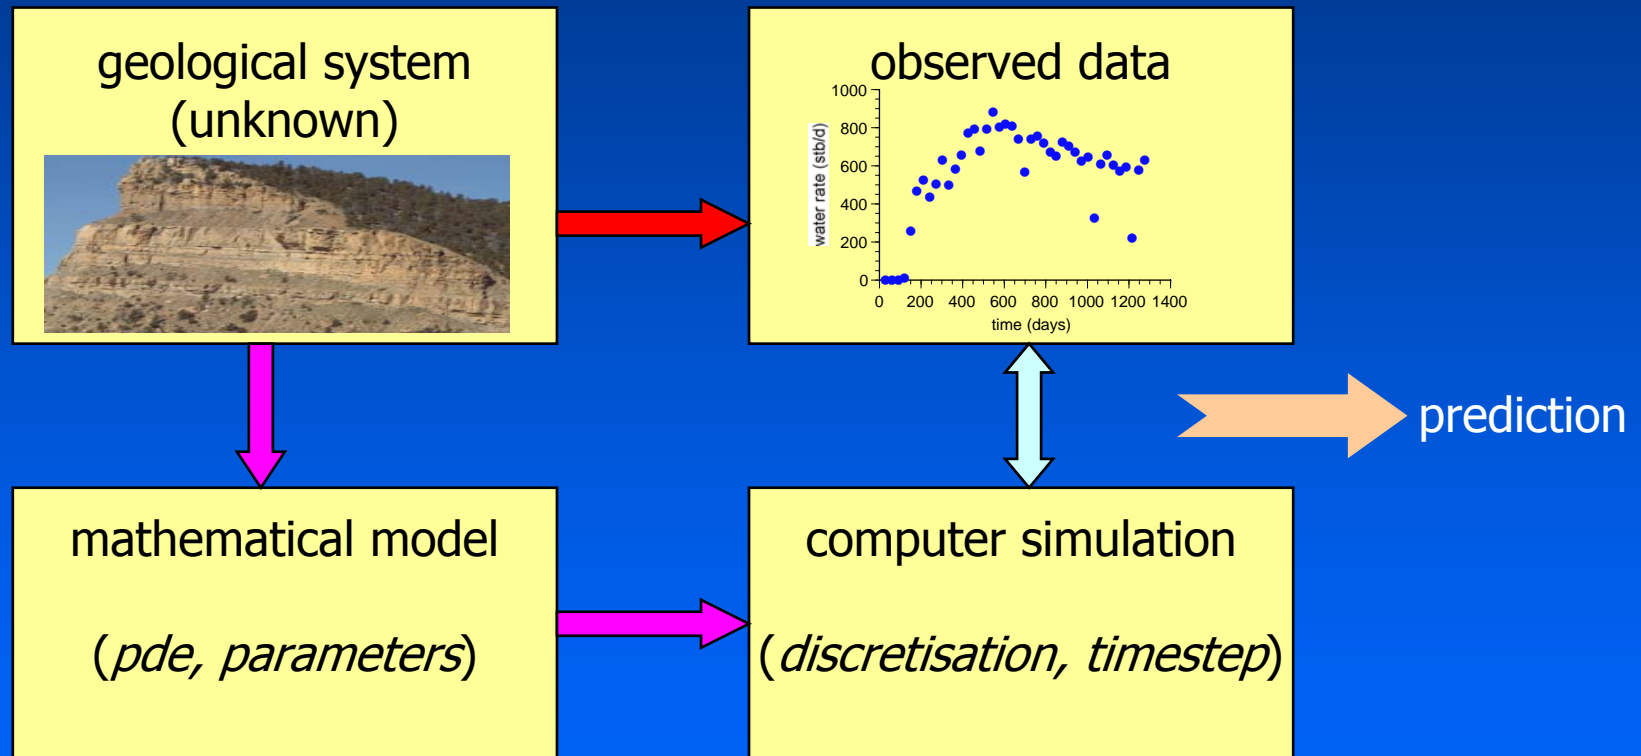 geological system
(unknown)
observed data
1000
800
600
400
200
0
water rate (stb/d)
0 200 400 600 800 1000 1200 1400
time (days)
prediction
mathematical model
(pde, parameters)
computer simulation
(discretisation, timestep)